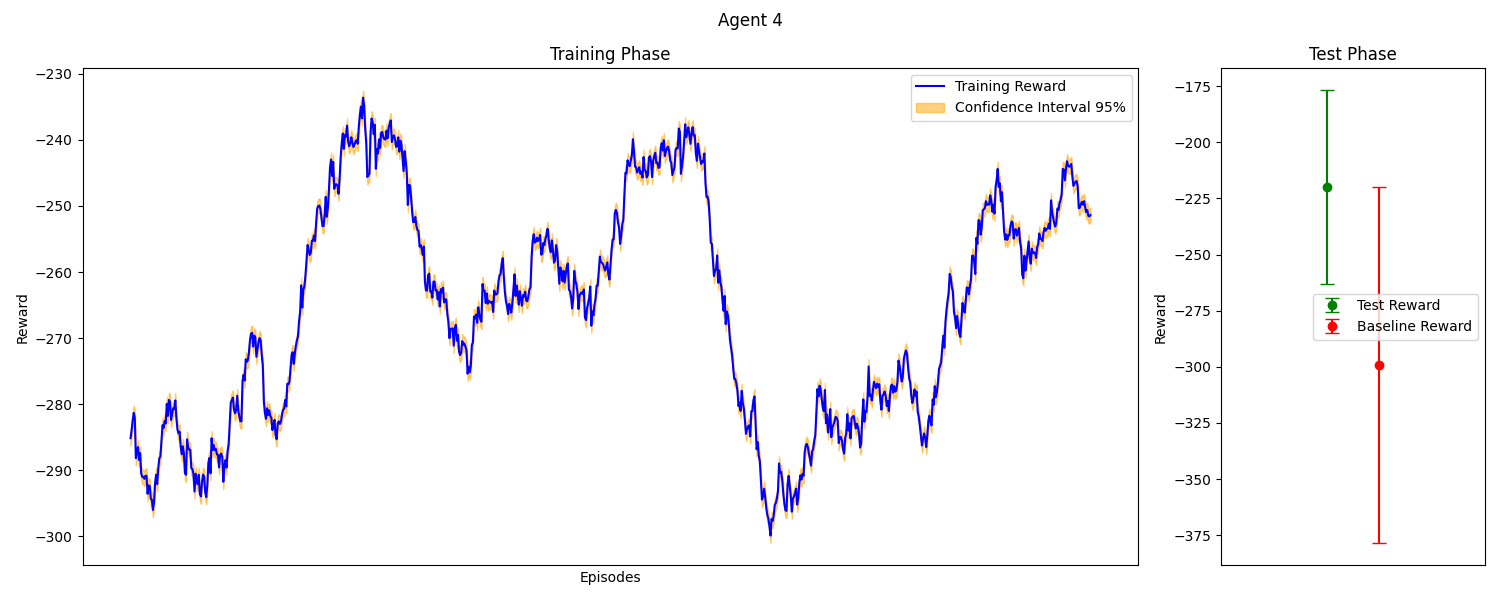 Agent 4
Training Phase
−230
−240
−250
−260
−270
−280
−290
−300
Reward
Episodes
Training Reward
Confidence Interval 95%
Test Phase
−175
−200
−225
−250
−275
−300
−325
−350
−375
Reward
Test Reward
Baseline Reward